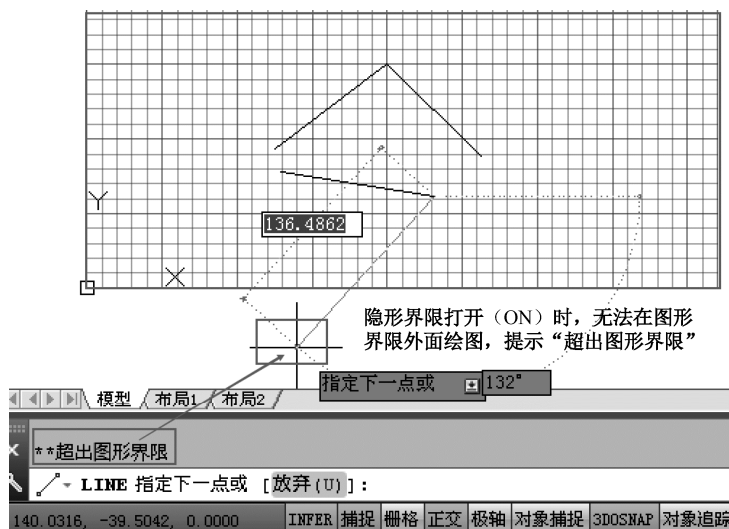 Y
136.4862
X
隐形界限打开（ON）时，无法在图形
界限外面绘图，提示“超出图形界限”
指定下一点或 132°
模型 布局1 布局2
**超出图形界限
LINE 指定下一点或 [放弃(U)]:
140.0316, -39.5042, 0.0000 INFER 捕捉 栅格 正交 极轴 对象捕捉 3DOSNAP 对象追踪